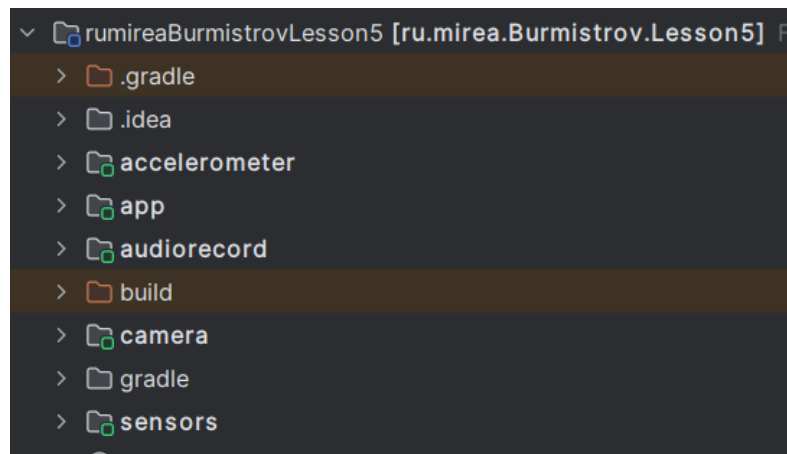 rumireaBurmistrovLesson5 [ru.mirea.Burmistrov.Lesson5]
.gradle
.idea
accelerometer
app
audiorecord
build
camera
gradle
sensors